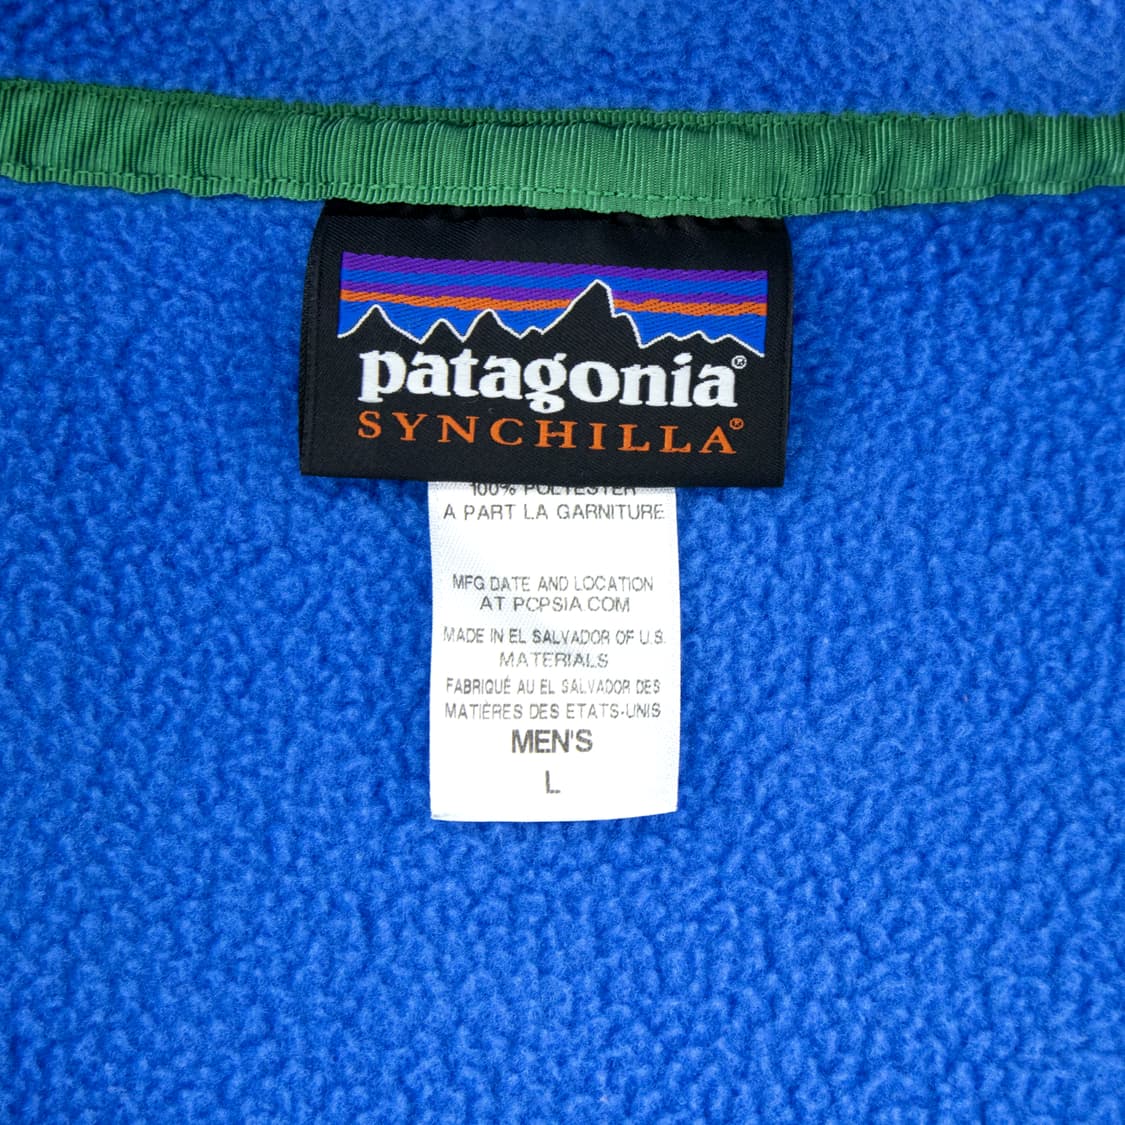 patagonia®
SYNCHILLA®
100% POLYESTER
A PART LA GARNITURE
MFG DATE AND LOCATION
AT PCPSIA.COM
MADE IN EL SALVADOR OF U.S.
MATERIALS
FABRIQUÉ AU EL SALVADOR DES
MATIÈRES DES ETATS-UNIS
MEN'S
L